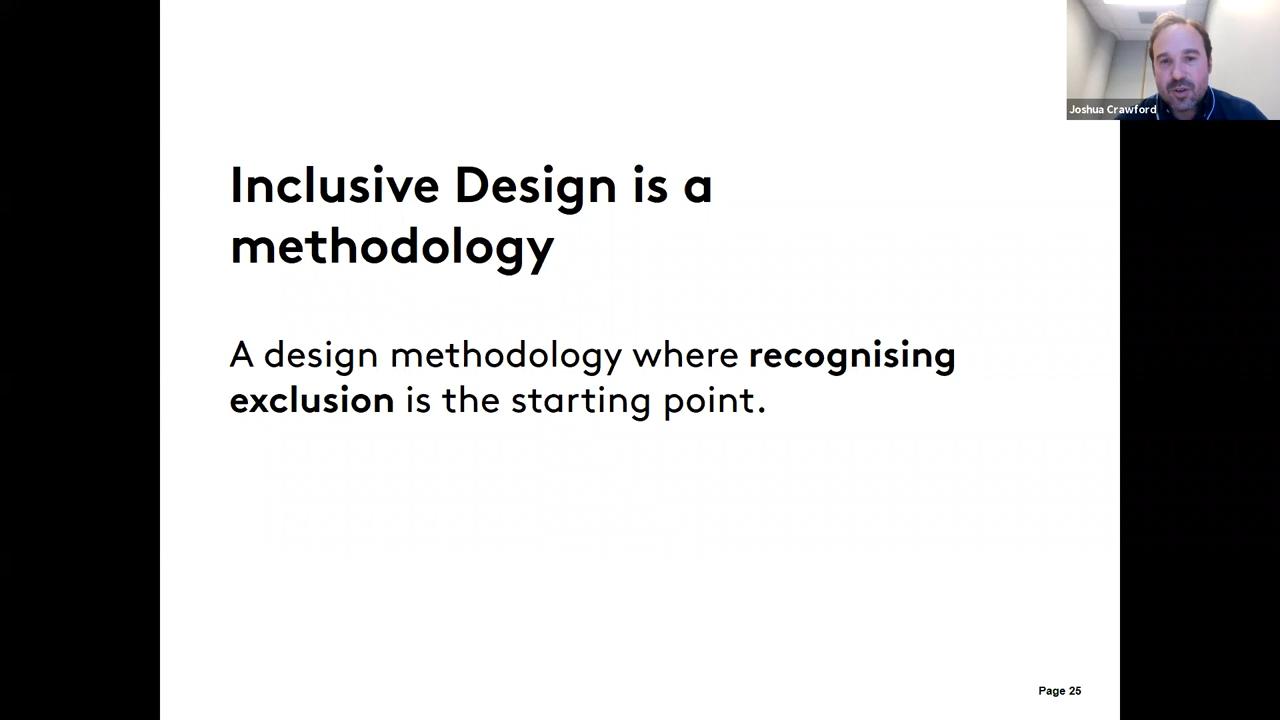 Joshua Crawford
Inclusive Design is a
methodology
A design methodology where recognising
exclusion is the starting point.
Page 25